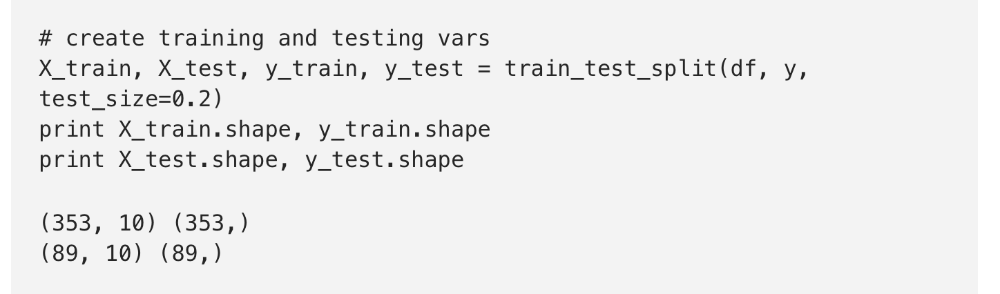 # create training and testing vars
X_train, X_test, y_train, y_test = train_test_split(df, y,
test_size=0.2)
print X_train.shape, y_train.shape
print X_test.shape, y_test.shape
(353, 10) (353,)
(89, 10) (89,)